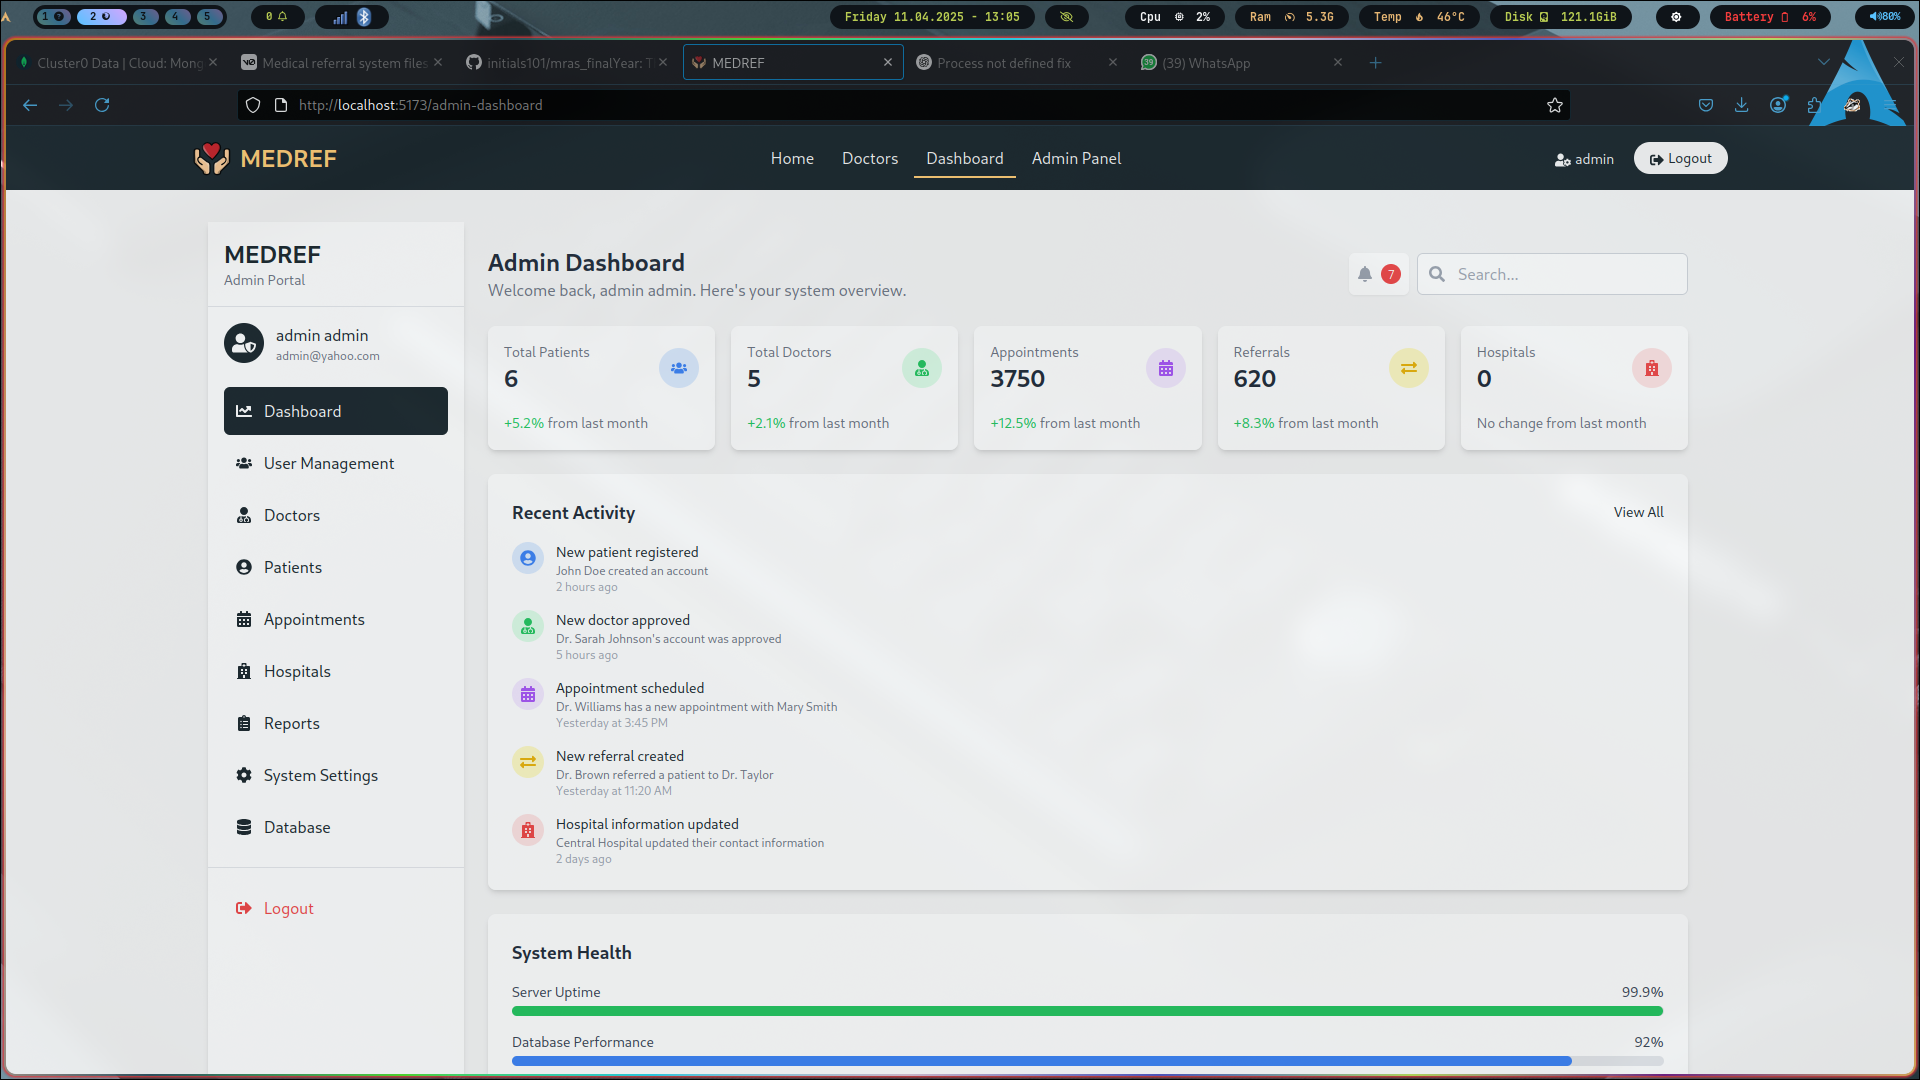 1 2 3 4 5
0
Friday 11.04.2025 - 13:05
Cpu 2%
Ram 5.3G
Temp 46°C
Disk 121.1GiB
Battery 6%
80%
Cluster0 Data | Cloud: Mong
Medical referral system files
initials101/mras_finalYear: T
MEDREF
Process not defined fix
(39) WhatsApp
http://localhost:5173/admin-dashboard
MEDREF
Home
Doctors
Dashboard
Admin Panel
admin
Logout
MEDREF
Admin Portal
admin admin
admin@yahoo.com
Dashboard
User Management
Doctors
Patients
Appointments
Hospitals
Reports
System Settings
Database
Logout
Admin Dashboard
Welcome back, admin admin. Here's your system overview.
7
Search...
Total Patients
6
+5.2% from last month
Total Doctors
5
+2.1% from last month
Appointments
3750
+12.5% from last month
Referrals
620
+8.3% from last month
Hospitals
0
No change from last month
Recent Activity
View All
New patient registered
John Doe created an account
2 hours ago
New doctor approved
Dr. Sarah Johnson's account was approved
5 hours ago
Appointment scheduled
Dr. Williams has a new appointment with Mary Smith
Yesterday at 3:45 PM
New referral created
Dr. Brown referred a patient to Dr. Taylor
Yesterday at 11:20 AM
Hospital information updated
Central Hospital updated their contact information
2 days ago
System Health
Server Uptime
99.9%
Database Performance
92%